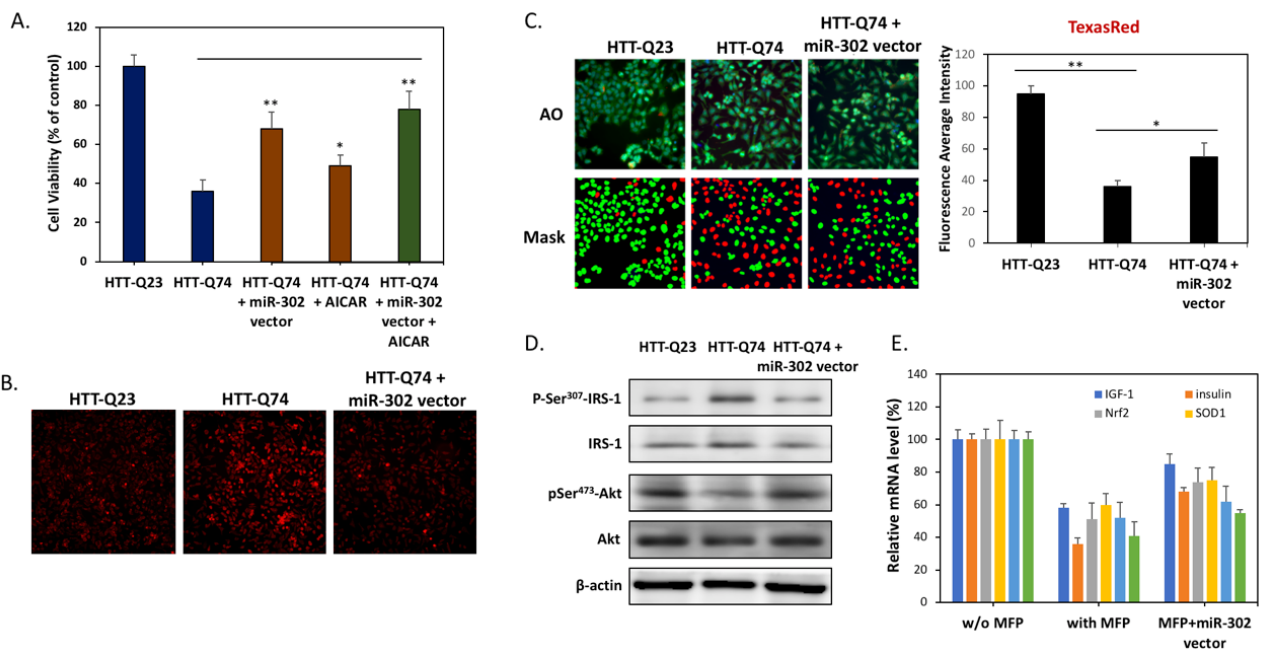 A.
Cell Viability (% of control)
120
100
80
60
40
20
0
**
*
**
HTT-Q23
HTT-Q74
HTT-Q74
+ miR-302
vector
HTT-Q74
+ AICAR
HTT-Q74
+ miR-302
vector +
AICAR
B.
HTT-Q23
HTT-Q74
HTT-Q74 +
miR-302 vector
C.
HTT-Q23
HTT-Q74
HTT-Q74 +
miR-302 vector
AO
Mask
TexasRed
Fluorescence Average Intensity
120
100
80
60
40
20
0
**
*
HTT-Q23
HTT-Q74
HTT-Q74 +
miR-302
vector
D.
HTT-Q23
HTT-Q74
HTT-Q74 +
miR-302 vector
P-Ser³⁰⁷-IRS-1
IRS-1
pSer⁴⁷³-Akt
Akt
β-actin
E.
Relative mRNA level (%)
140
120
100
80
60
40
20
0
IGF-1
insulin
Nrf2
SOD1
w/o MFP
with MFP
MFP+miR-302
vector